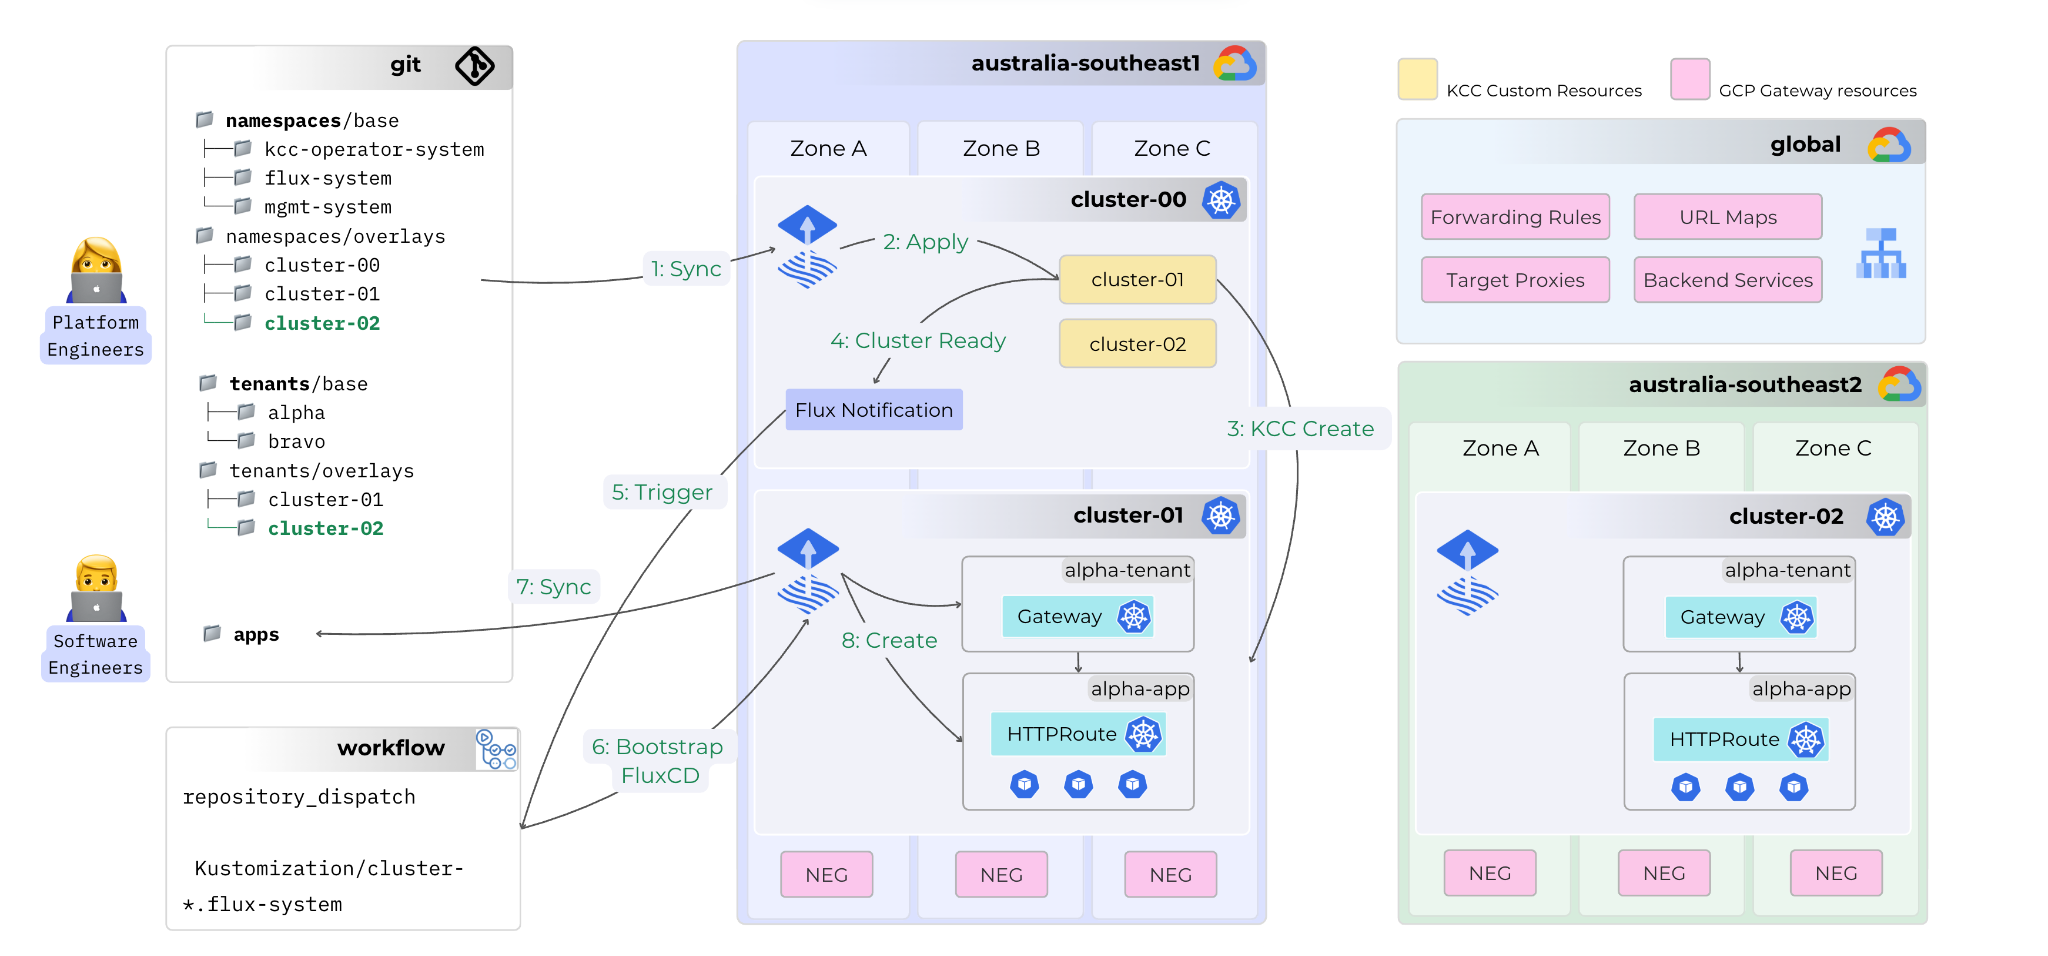 git
namespaces/base
kcc-operator-system
flux-system
mgmt-system
namespaces/overlays
cluster-00
cluster-01
cluster-02
tenants/base
alpha
bravo
tenants/overlays
cluster-01
cluster-02
apps
Platform
Engineers
Software
Engineers
workflow
repository_dispatch
Kustomization/cluster-
*.flux-system
1: Sync
2: Apply
3: KCC Create
4: Cluster Ready
5: Trigger
6: Bootstrap
FluxCD
7: Sync
8: Create
australia-southeast1
Zone A
Zone B
Zone C
cluster-00
cluster-01
cluster-02
Flux Notification
cluster-01
alpha-tenant
Gateway
alpha-app
HTTPRoute
NEG
NEG
NEG
KCC Custom Resources
GCP Gateway resources
global
Forwarding Rules
URL Maps
Target Proxies
Backend Services
australia-southeast2
Zone A
Zone B
Zone C
cluster-02
alpha-tenant
Gateway
alpha-app
HTTPRoute
NEG
NEG
NEG